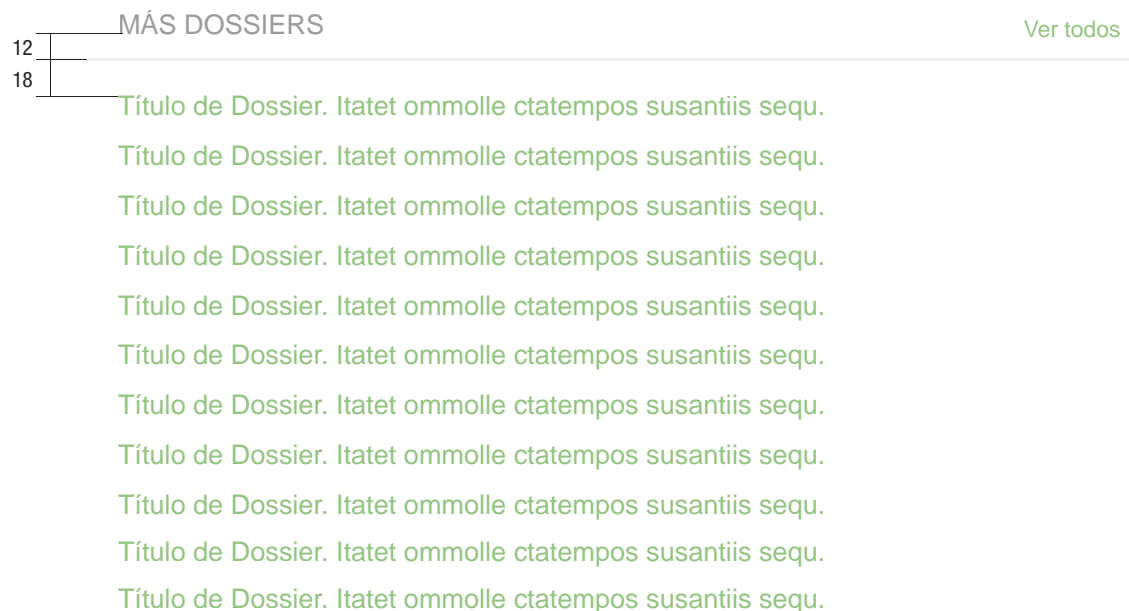 MÁS DOSSIERS
Ver todos
12
18
Título de Dossier. Itatet ommolle ctatempos susantiis sequ.
Título de Dossier. Itatet ommolle ctatempos susantiis sequ.
Título de Dossier. Itatet ommolle ctatempos susantiis sequ.
Título de Dossier. Itatet ommolle ctatempos susantiis sequ.
Título de Dossier. Itatet ommolle ctatempos susantiis sequ.
Título de Dossier. Itatet ommolle ctatempos susantiis sequ.
Título de Dossier. Itatet ommolle ctatempos susantiis sequ.
Título de Dossier. Itatet ommolle ctatempos susantiis sequ.
Título de Dossier. Itatet ommolle ctatempos susantiis sequ.
Título de Dossier. Itatet ommolle ctatempos susantiis sequ.
Título de Dossier. Itatet ommolle ctatempos susantiis sequ.